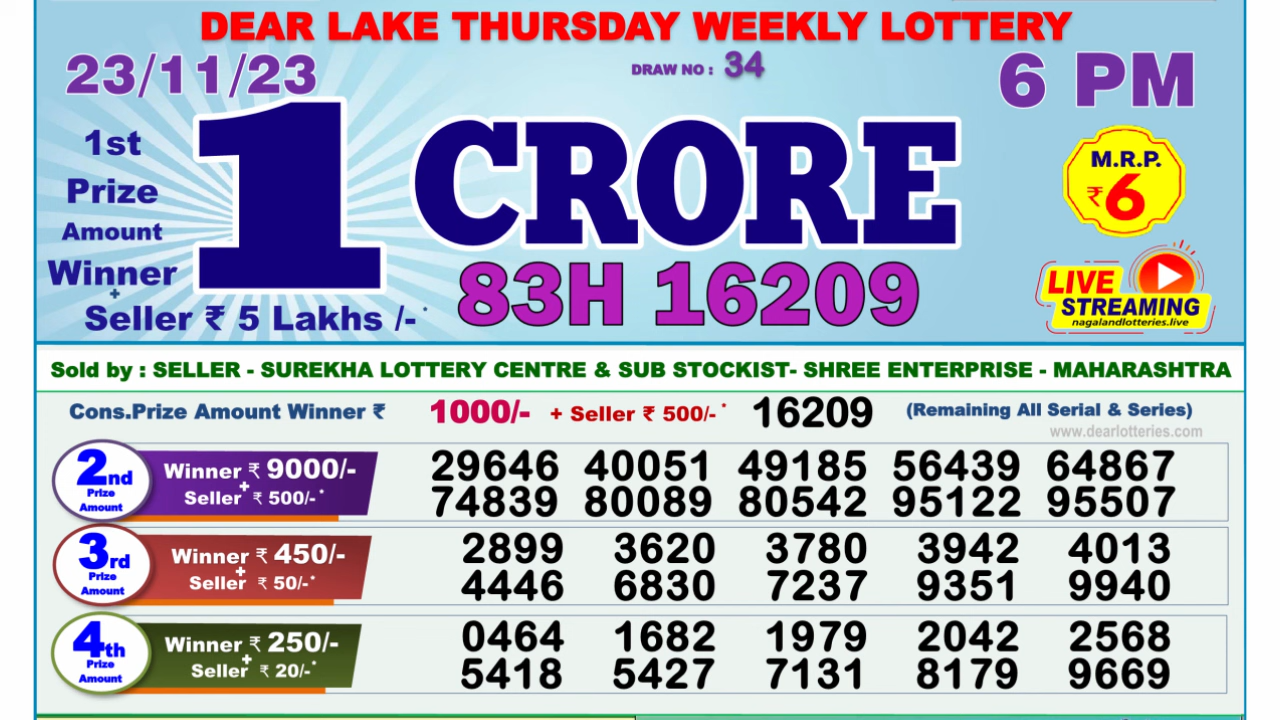 DEAR LAKE THURSDAY WEEKLY LOTTERY
23/11/23
DRAW NO : 34
6 PM
1st
Prize
Amount
Winner
+
Seller ₹ 5 Lakhs /-*
1 CRORE
83H 16209
M.R.P.
₹6
LIVE
STREAMING
nagalandlotteries.live
Sold by : SELLER - SUREKHA LOTTERY CENTRE & SUB STOCKIST- SHREE ENTERPRISE - MAHARASHTRA
Cons.Prize Amount Winner ₹ 1000/- + Seller ₹ 500/-* 16209 (Remaining All Serial & Series)
www.dearlotteries.com
2nd
Prize
Amount
Winner ₹ 9000/-
+
Seller ₹ 500/-*
29646 40051 49185 56439 64867
74839 80089 80542 95122 95507
3rd
Prize
Amount
Winner ₹ 450/-
+
Seller ₹ 50/-*
2899 3620 3780 3942 4013
4446 6830 7237 9351 9940
4th
Prize
Amount
Winner ₹ 250/-
+
Seller ₹ 20/-*
0464 1682 1979 2042 2568
5418 5427 7131 8179 9669